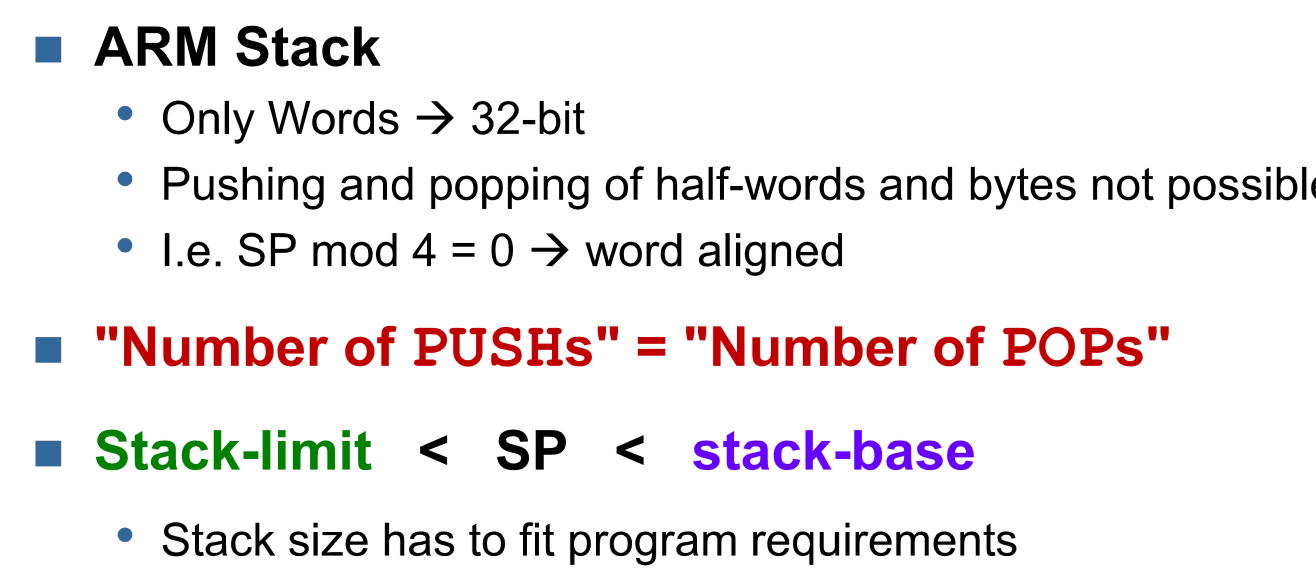 ■ ARM Stack
• Only Words → 32-bit
• Pushing and popping of half-words and bytes not possible
• I.e. SP mod 4 = 0 → word aligned
■ "Number of PUSHs" = "Number of POPs"
■ Stack-limit < SP < stack-base
• Stack size has to fit program requirements